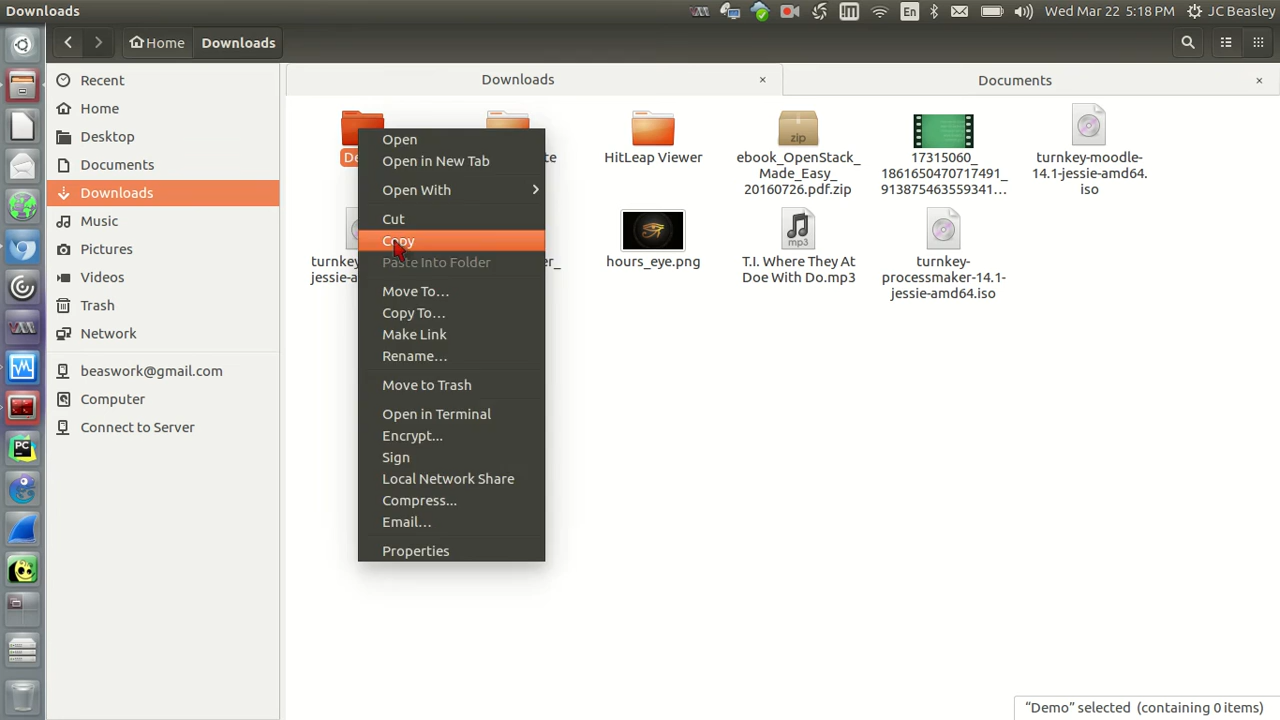 Downloads
En
Wed Mar 22 5:18 PM
JC Beasley
Home
Downloads
Recent
Home
Desktop
Documents
Downloads
Music
Pictures
Videos
Trash
Network
beaswork@gmail.com
Computer
Connect to Server
Downloads
×
Documents
×
HitLeap Viewer
zip
ebook_OpenStack_
Made_Easy_
20160726.pdf.zip
17315060_
1861650470717491_
913875463559341…
turnkey-moodle-
14.1-jessie-amd64.
iso
hours_eye.png
mp3
T.I. Where They At
Doe With Do.mp3
turnkey-
processmaker-14.1-
jessie-amd64.iso
Open
Open in New Tab
Open With
Cut
Copy
Paste Into Folder
Move To…
Copy To…
Make Link
Rename…
Move to Trash
Open in Terminal
Encrypt...
Sign
Local Network Share
Compress...
Email…
Properties
PC
"Demo" selected (containing 0 items)